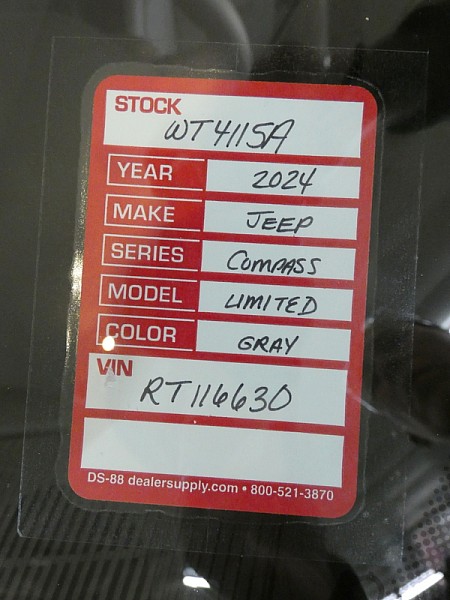 STOCK
WT4115A
YEAR 2024
MAKE JEEP
SERIES COMPASS
MODEL LIMITED
COLOR GRAY
VIN
RT116630
DS-88 dealersupply.com • 800-521-3870